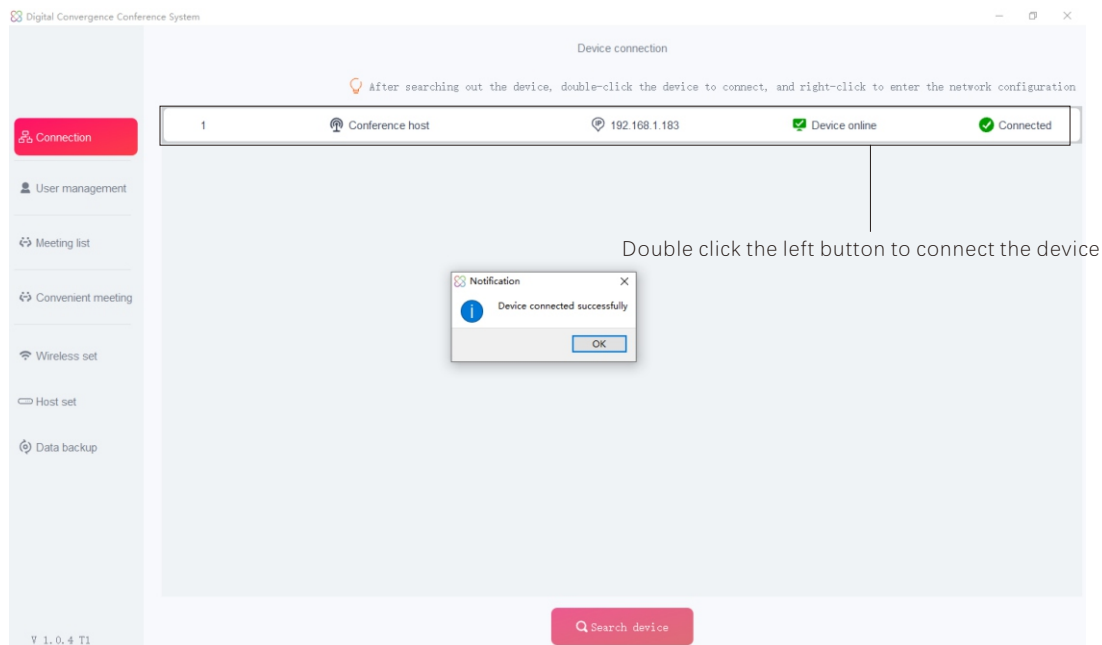 Digital Convergence Conference System
Device connection
After searching out the device, double-click the device to connect, and right-click to enter the network configuration
1 Conference host IP 192.168.1.183 Device online Connected
Connection
User management
Meeting list
Double click the left button to connect the device
Notification
Device connected successfully
OK
Convenient meeting
Wireless set
Host set
Data backup
Search device
V 1.0.4 T1